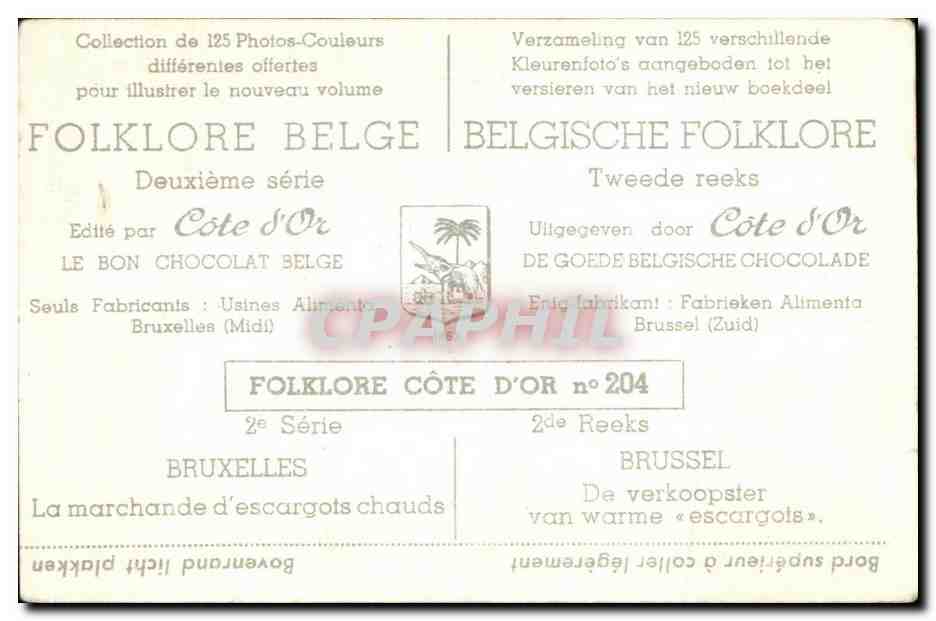 Collection de 125 Photos-Couleurs
différentes offertes
pour illustrer le nouveau volume
FOLKLORE BELGE
Deuxième série
Edité par Côte d'Or
LE BON CHOCOLAT BELGE
Seuls Fabricants : Usines Alimenta
Bruxelles (Midi)
Verzameling van 125 verschillende
Kleurenfoto's aangeboden tot het
versieren van het nieuw boekdeel
BELGISCHE FOLKLORE
Tweede reeks
Uitgegeven door Côte d'Or
DE GOEDE BELGISCHE CHOCOLADE
Enig fabrikant : Fabrieken Alimenta
Brussel (Zuid)
CPAPHIL
FOLKLORE CÔTE D'OR nº 204
2e Série
2de Reeks
BRUXELLES
La marchande d'escargots chauds
BRUSSEL
De verkoopster
van warme «escargots».
Bord supérieur à coller légèrement
Bovenrand licht plakken